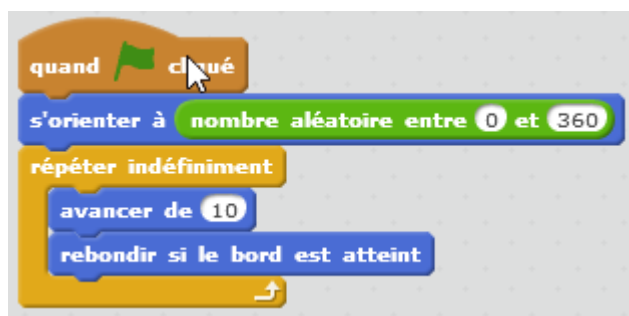 quand cliqué
s'orienter à nombre aléatoire entre 0 et 360
répéter indéfiniment
avancer de 10
rebondir si le bord est atteint